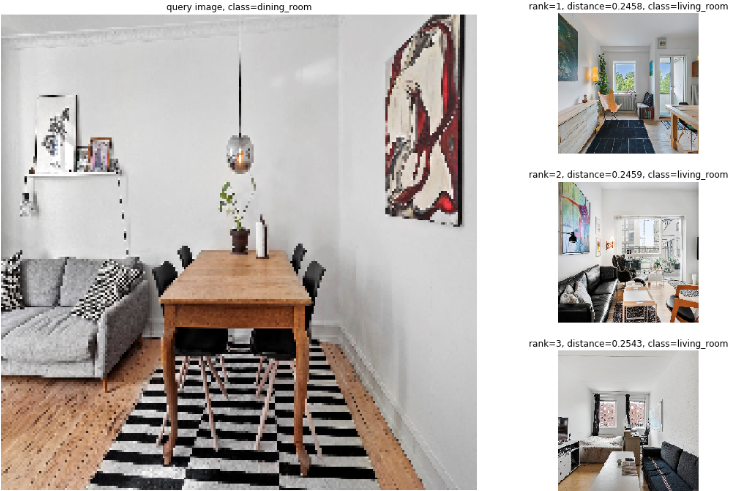 query image, class=dining_room
rank=1, distance=0.2458, class=living_room
rank=2, distance=0.2459, class=living_room
rank=3, distance=0.2543, class=living_room